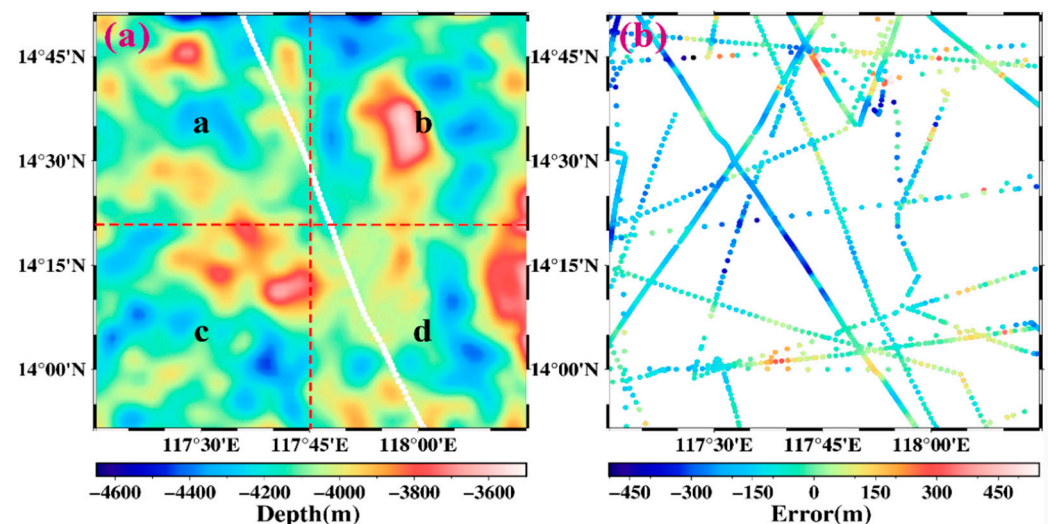 (a) (b)
14°45'N 14°45'N
a b
14°30'N 14°30'N
14°15'N 14°15'N
c d
14°00'N 14°00'N
117°30'E 117°45'E 118°00'E 117°30'E 117°45'E 118°00'E
−4600 −4400 −4200 −4000 −3800 −3600 −450 −300 −150 0 150 300 450
Depth(m) Error(m)